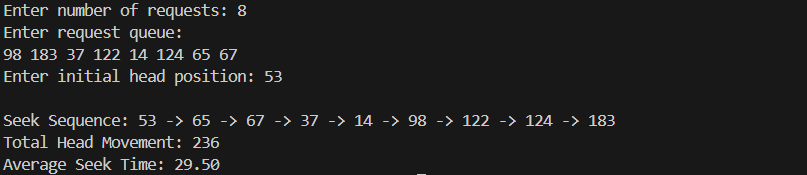 Enter number of requests: 8
Enter request queue:
98 183 37 122 14 124 65 67
Enter initial head position: 53
Seek Sequence: 53 -> 65 -> 67 -> 37 -> 14 -> 98 -> 122 -> 124 -> 183
Total Head Movement: 236
Average Seek Time: 29.50